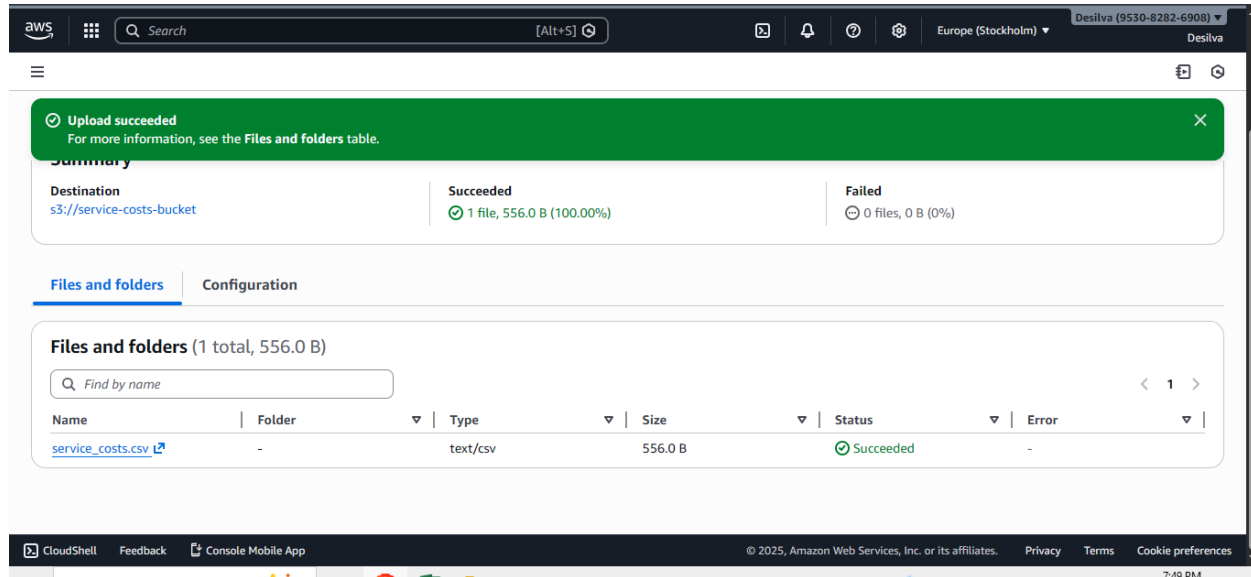 aws
Search
[Alt+S]
Europe (Stockholm)
Desilva (9530-8282-6908)
Desilva
Upload succeeded
For more information, see the Files and folders table.
Summary
Destination
Succeeded
Failed
s3://service-costs-bucket
1 file, 556.0 B (100.00%)
0 files, 0 B (0%)
Files and folders
Configuration
Files and folders (1 total, 556.0 B)
Find by name
1
Name
Folder
Type
Size
Status
Error
service_costs.csv
-
text/csv
556.0 B
Succeeded
-
CloudShell
Feedback
Console Mobile App
© 2025, Amazon Web Services, Inc. or its affiliates.
Privacy
Terms
Cookie preferences
7:49 PM